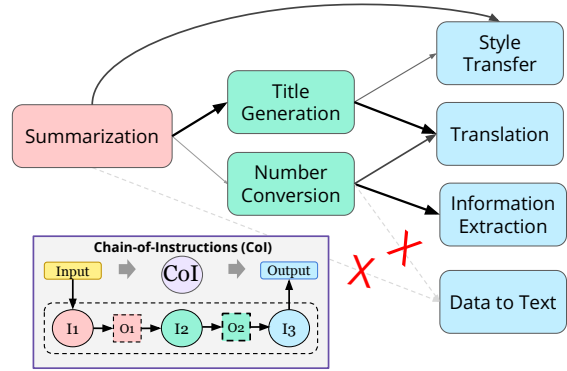 Style
Transfer
Title
Generation
Summarization
Translation
Number
Conversion
Information
Extraction
X X
Data to Text
Chain-of-Instructions (CoI)
Input
CoI
Output
I1
O1
I2
O2
I3